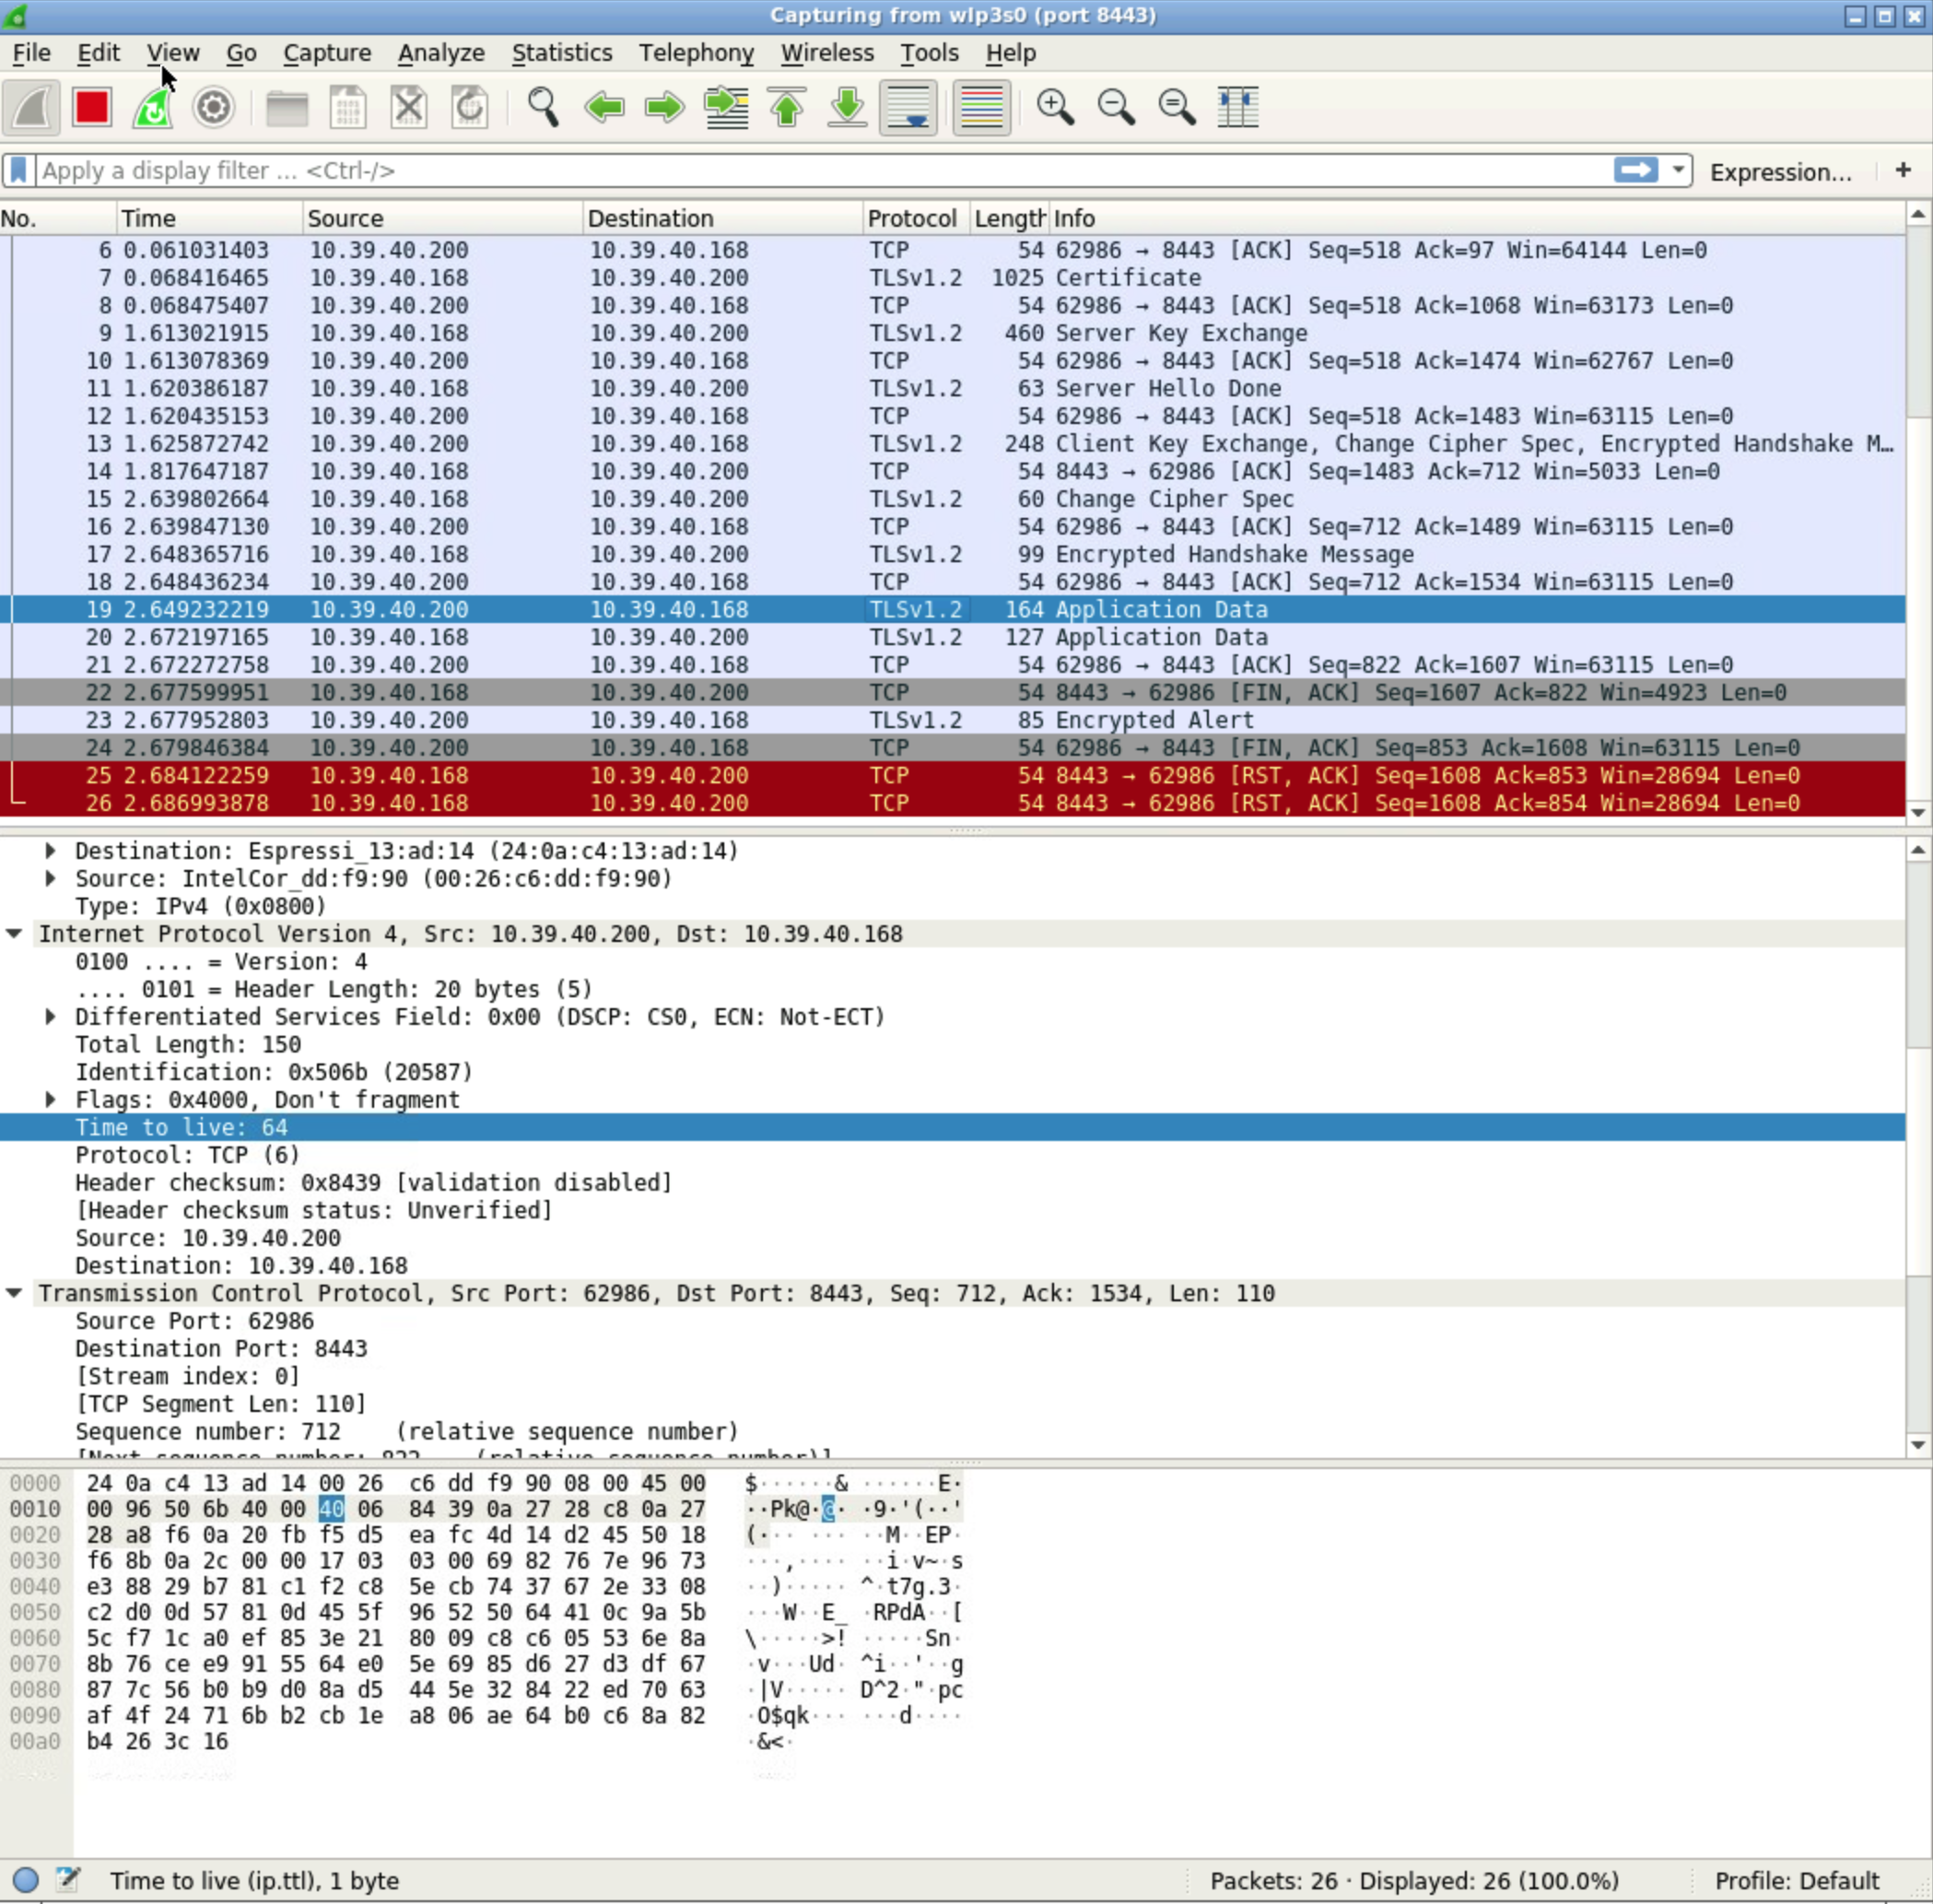 Capturing from wlp3s0 (port 8443)
File Edit View Go Capture Analyze Statistics Telephony Wireless Tools Help
Apply a display filter ... <Ctrl-/> Expression... +
No. Time Source Destination Protocol Length Info
6 0.061031403 10.39.40.200 10.39.40.168 TCP 54 62986 → 8443 [ACK] Seq=518 Ack=97 Win=64144 Len=0
7 0.068416465 10.39.40.168 10.39.40.200 TLSv1.2 1025 Certificate
8 0.068475407 10.39.40.200 10.39.40.168 TCP 54 62986 → 8443 [ACK] Seq=518 Ack=1068 Win=63173 Len=0
9 1.613021915 10.39.40.168 10.39.40.200 TLSv1.2 460 Server Key Exchange
10 1.613078369 10.39.40.200 10.39.40.168 TCP 54 62986 → 8443 [ACK] Seq=518 Ack=1474 Win=62767 Len=0
11 1.620386187 10.39.40.168 10.39.40.200 TLSv1.2 63 Server Hello Done
12 1.620435153 10.39.40.200 10.39.40.168 TCP 54 62986 → 8443 [ACK] Seq=518 Ack=1483 Win=63115 Len=0
13 1.625872742 10.39.40.200 10.39.40.168 TLSv1.2 248 Client Key Exchange, Change Cipher Spec, Encrypted Handshake M…
14 1.817647187 10.39.40.168 10.39.40.200 TCP 54 8443 → 62986 [ACK] Seq=1483 Ack=712 Win=5033 Len=0
15 2.639802664 10.39.40.168 10.39.40.200 TLSv1.2 60 Change Cipher Spec
16 2.639847130 10.39.40.200 10.39.40.168 TCP 54 62986 → 8443 [ACK] Seq=712 Ack=1489 Win=63115 Len=0
17 2.648365716 10.39.40.168 10.39.40.200 TLSv1.2 99 Encrypted Handshake Message
18 2.648436234 10.39.40.200 10.39.40.168 TCP 54 62986 → 8443 [ACK] Seq=712 Ack=1534 Win=63115 Len=0
19 2.649232219 10.39.40.200 10.39.40.168 TLSv1.2 164 Application Data
20 2.672197165 10.39.40.168 10.39.40.200 TLSv1.2 127 Application Data
21 2.672272758 10.39.40.200 10.39.40.168 TCP 54 62986 → 8443 [ACK] Seq=822 Ack=1607 Win=63115 Len=0
22 2.677599951 10.39.40.168 10.39.40.200 TCP 54 8443 → 62986 [FIN, ACK] Seq=1607 Ack=822 Win=4923 Len=0
23 2.677952803 10.39.40.200 10.39.40.168 TLSv1.2 85 Encrypted Alert
24 2.679846384 10.39.40.200 10.39.40.168 TCP 54 62986 → 8443 [FIN, ACK] Seq=853 Ack=1608 Win=63115 Len=0
25 2.684122259 10.39.40.168 10.39.40.200 TCP 54 8443 → 62986 [RST, ACK] Seq=1608 Ack=853 Win=28694 Len=0
26 2.686993878 10.39.40.168 10.39.40.200 TCP 54 8443 → 62986 [RST, ACK] Seq=1608 Ack=854 Win=28694 Len=0
Destination: Espressi_13:ad:14 (24:0a:c4:13:ad:14)
Source: IntelCor_dd:f9:90 (00:26:c6:dd:f9:90)
Type: IPv4 (0x0800)
Internet Protocol Version 4, Src: 10.39.40.200, Dst: 10.39.40.168
0100 .... = Version: 4
.... 0101 = Header Length: 20 bytes (5)
Differentiated Services Field: 0x00 (DSCP: CS0, ECN: Not-ECT)
Total Length: 150
Identification: 0x506b (20587)
Flags: 0x4000, Don't fragment
Time to live: 64
Protocol: TCP (6)
Header checksum: 0x8439 [validation disabled]
[Header checksum status: Unverified]
Source: 10.39.40.200
Destination: 10.39.40.168
Transmission Control Protocol, Src Port: 62986, Dst Port: 8443, Seq: 712, Ack: 1534, Len: 110
Source Port: 62986
Destination Port: 8443
[Stream index: 0]
[TCP Segment Len: 110]
Sequence number: 712 (relative sequence number)
[Next sequence number: 822 (relative sequence number)]
0000 24 0a c4 13 ad 14 00 26 c6 dd f9 90 08 00 45 00 $······& ······E·
0010 00 96 50 6b 40 00 40 06 84 39 0a 27 28 c8 0a 27 ··Pk@·@· ·9·'(··'
0020 28 a8 f6 0a 20 fb f5 d5 ea fc 4d 14 d2 45 50 18 (··· ··· ··M··EP·
0030 f6 8b 0a 2c 00 00 17 03 03 00 69 82 76 7e 96 73 ···,···· ··i·v~·s
0040 e3 88 29 b7 81 c1 f2 c8 5e cb 74 37 67 2e 33 08 ··)····· ^·t7g.3·
0050 c2 d0 0d 57 81 0d 45 5f 96 52 50 64 41 0c 9a 5b ···W··E_ ·RPdA··[
0060 5c f7 1c a0 ef 85 3e 21 80 09 c8 c6 05 53 6e 8a \·····>! ·····Sn·
0070 8b 76 ce e9 91 55 64 e0 5e 69 85 d6 27 d3 df 67 ·v···Ud· ^i··'··g
0080 87 7c 56 b0 b9 d0 8a d5 44 5e 32 84 22 ed 70 63 ·|V····· D^2·"·pc
0090 af 4f 24 71 6b b2 cb 1e a8 06 ae 64 b0 c6 8a 82 ·O$qk··· ···d····
00a0 b4 26 3c 16 ·&<·
Time to live (ip.ttl), 1 byte Packets: 26 · Displayed: 26 (100.0%) Profile: Default